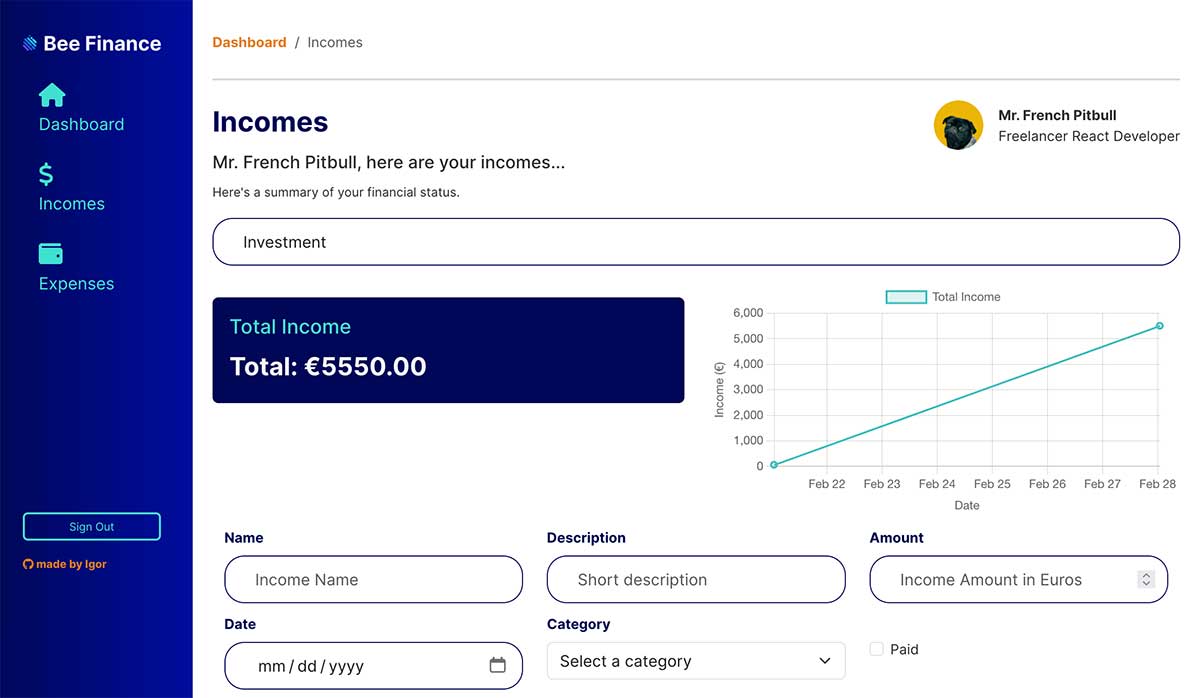 Bee Finance
Dashboard
Incomes
Expenses
Sign Out
made by Igor
Dashboard / Incomes
Incomes
Mr. French Pitbull
Freelancer React Developer
Mr. French Pitbull, here are your incomes...
Here's a summary of your financial status.
Investment
Total Income
Total: €5550.00
Total Income
Income (€)
6,000
5,000
4,000
3,000
2,000
1,000
0
Feb 22 Feb 23 Feb 24 Feb 25 Feb 26 Feb 27 Feb 28
Date
Name Description Amount
Income Name Short description Income Amount in Euros
Date Category
mm/dd/yyyy Select a category Paid